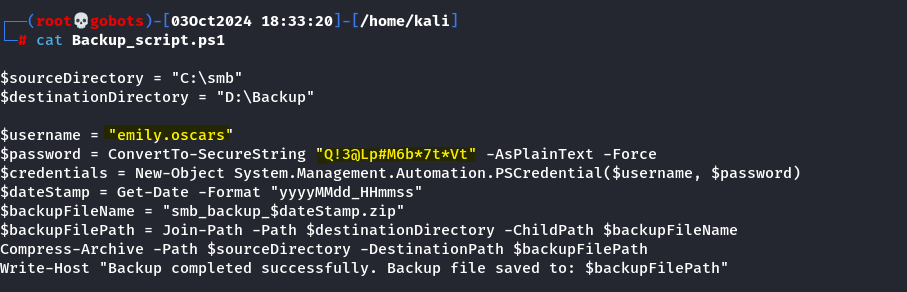 (root💀gobots)-[03Oct2024 18:33:20]-[/home/kali]
# cat Backup_script.ps1
$sourceDirectory = "C:\smb"
$destinationDirectory = "D:\Backup"
$username = "emily.oscars"
$password = ConvertTo-SecureString "Q!3@Lp#M6b*7t*Vt" -AsPlainText -Force
$credentials = New-Object System.Management.Automation.PSCredential($username, $password)
$dateStamp = Get-Date -Format "yyyyMMdd_HHmmss"
$backupFileName = "smb_backup_$dateStamp.zip"
$backupFilePath = Join-Path -Path $destinationDirectory -ChildPath $backupFileName
Compress-Archive -Path $sourceDirectory -DestinationPath $backupFilePath
Write-Host "Backup completed successfully. Backup file saved to: $backupFilePath"